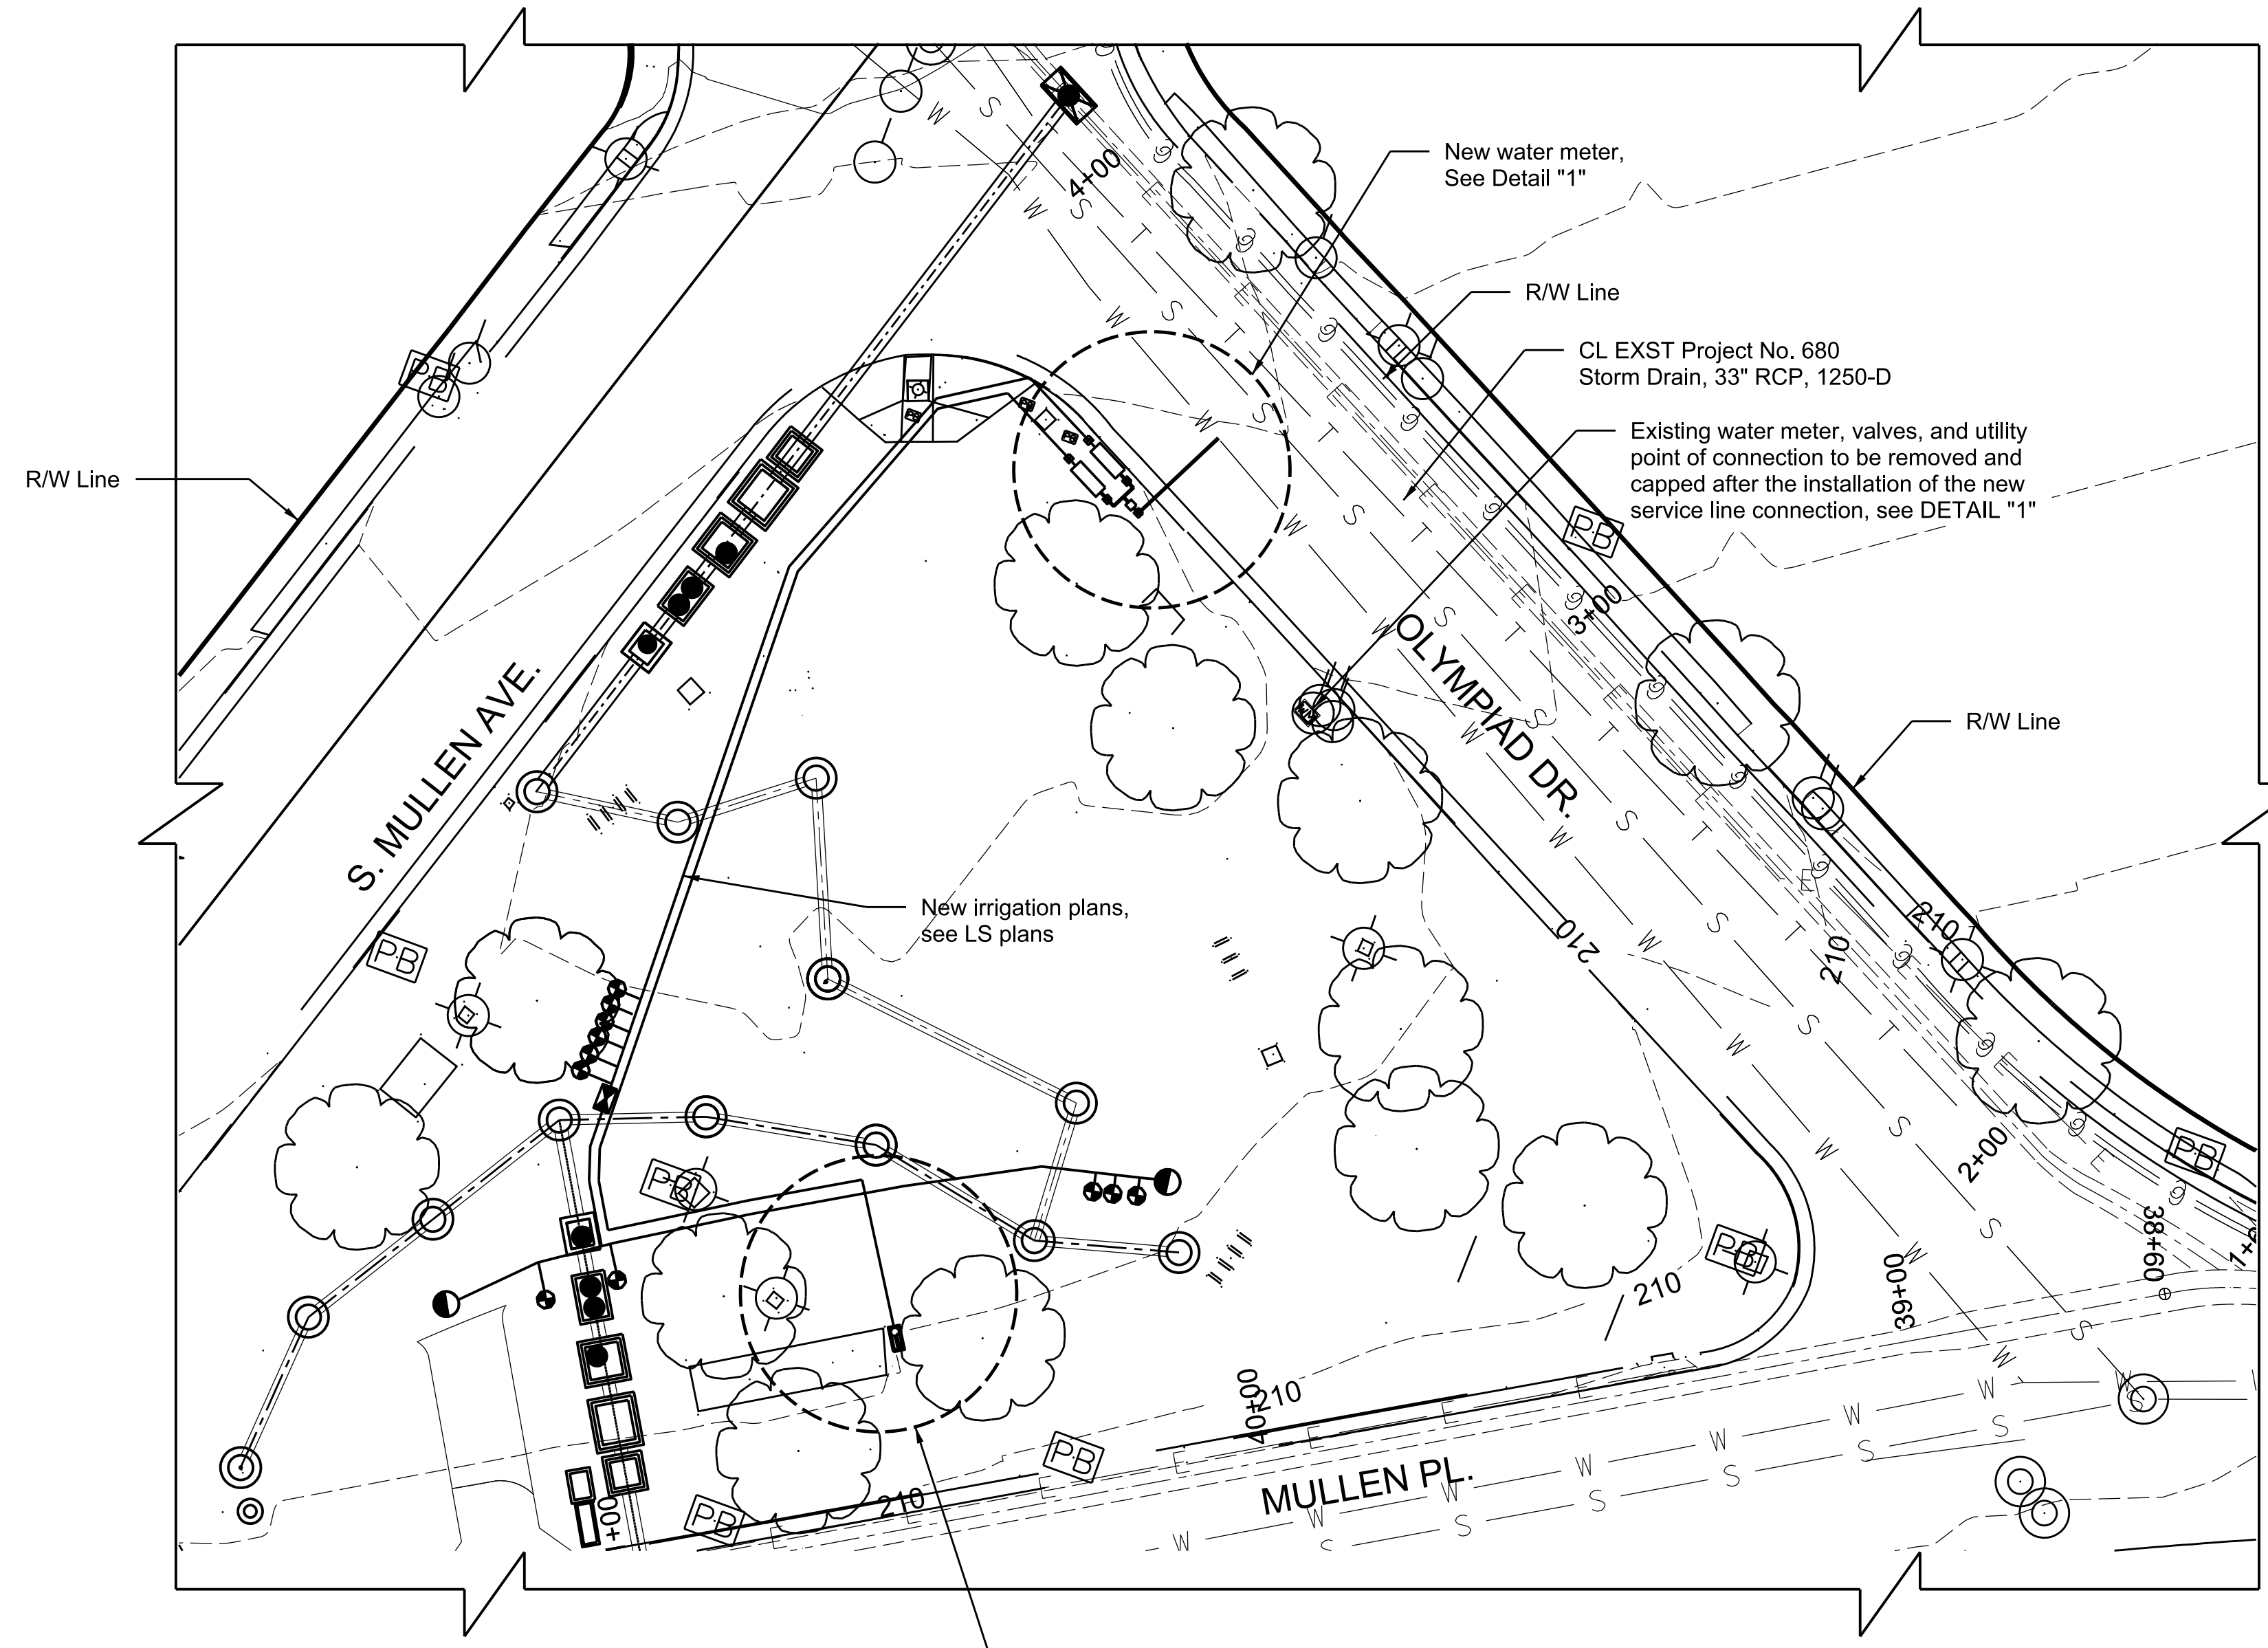 New water meter,
See Detail "1"
4+00
R/W Line
CL EXST Project No. 680
Storm Drain, 33" RCP, 1250-D
Existing water meter, valves, and utility
point of connection to be removed and
capped after the installation of the new
service line connection, see DETAIL "1"
R/W Line
PB
PB
3+00
OLYMPIAD DR.
WM
R/W Line
S. MULLEN AVE.
New irrigation plans,
see LS plans
PB
210
210
210
2+00
PB
PB
PB
38+60
39+00
210
40+00
210
MULLEN PL.
PB
210
PB
W
S
T
E
G